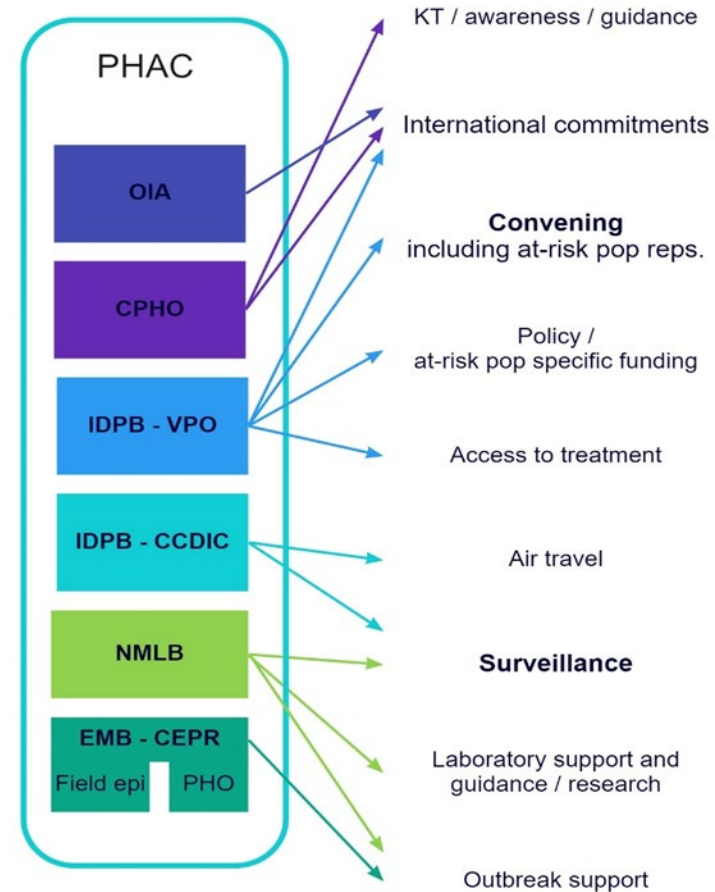 PHAC
OIA
CPHO
IDPB - VPO
IDPB - CCDIC
NMLB
EMB - CEPR
Field epi
PHO
KT / awareness / guidance
International commitments
Convening
including at-risk pop reps.
Policy /
at-risk pop specific funding
Access to treatment
Air travel
Surveillance
Laboratory support and
guidance / research
Outbreak support